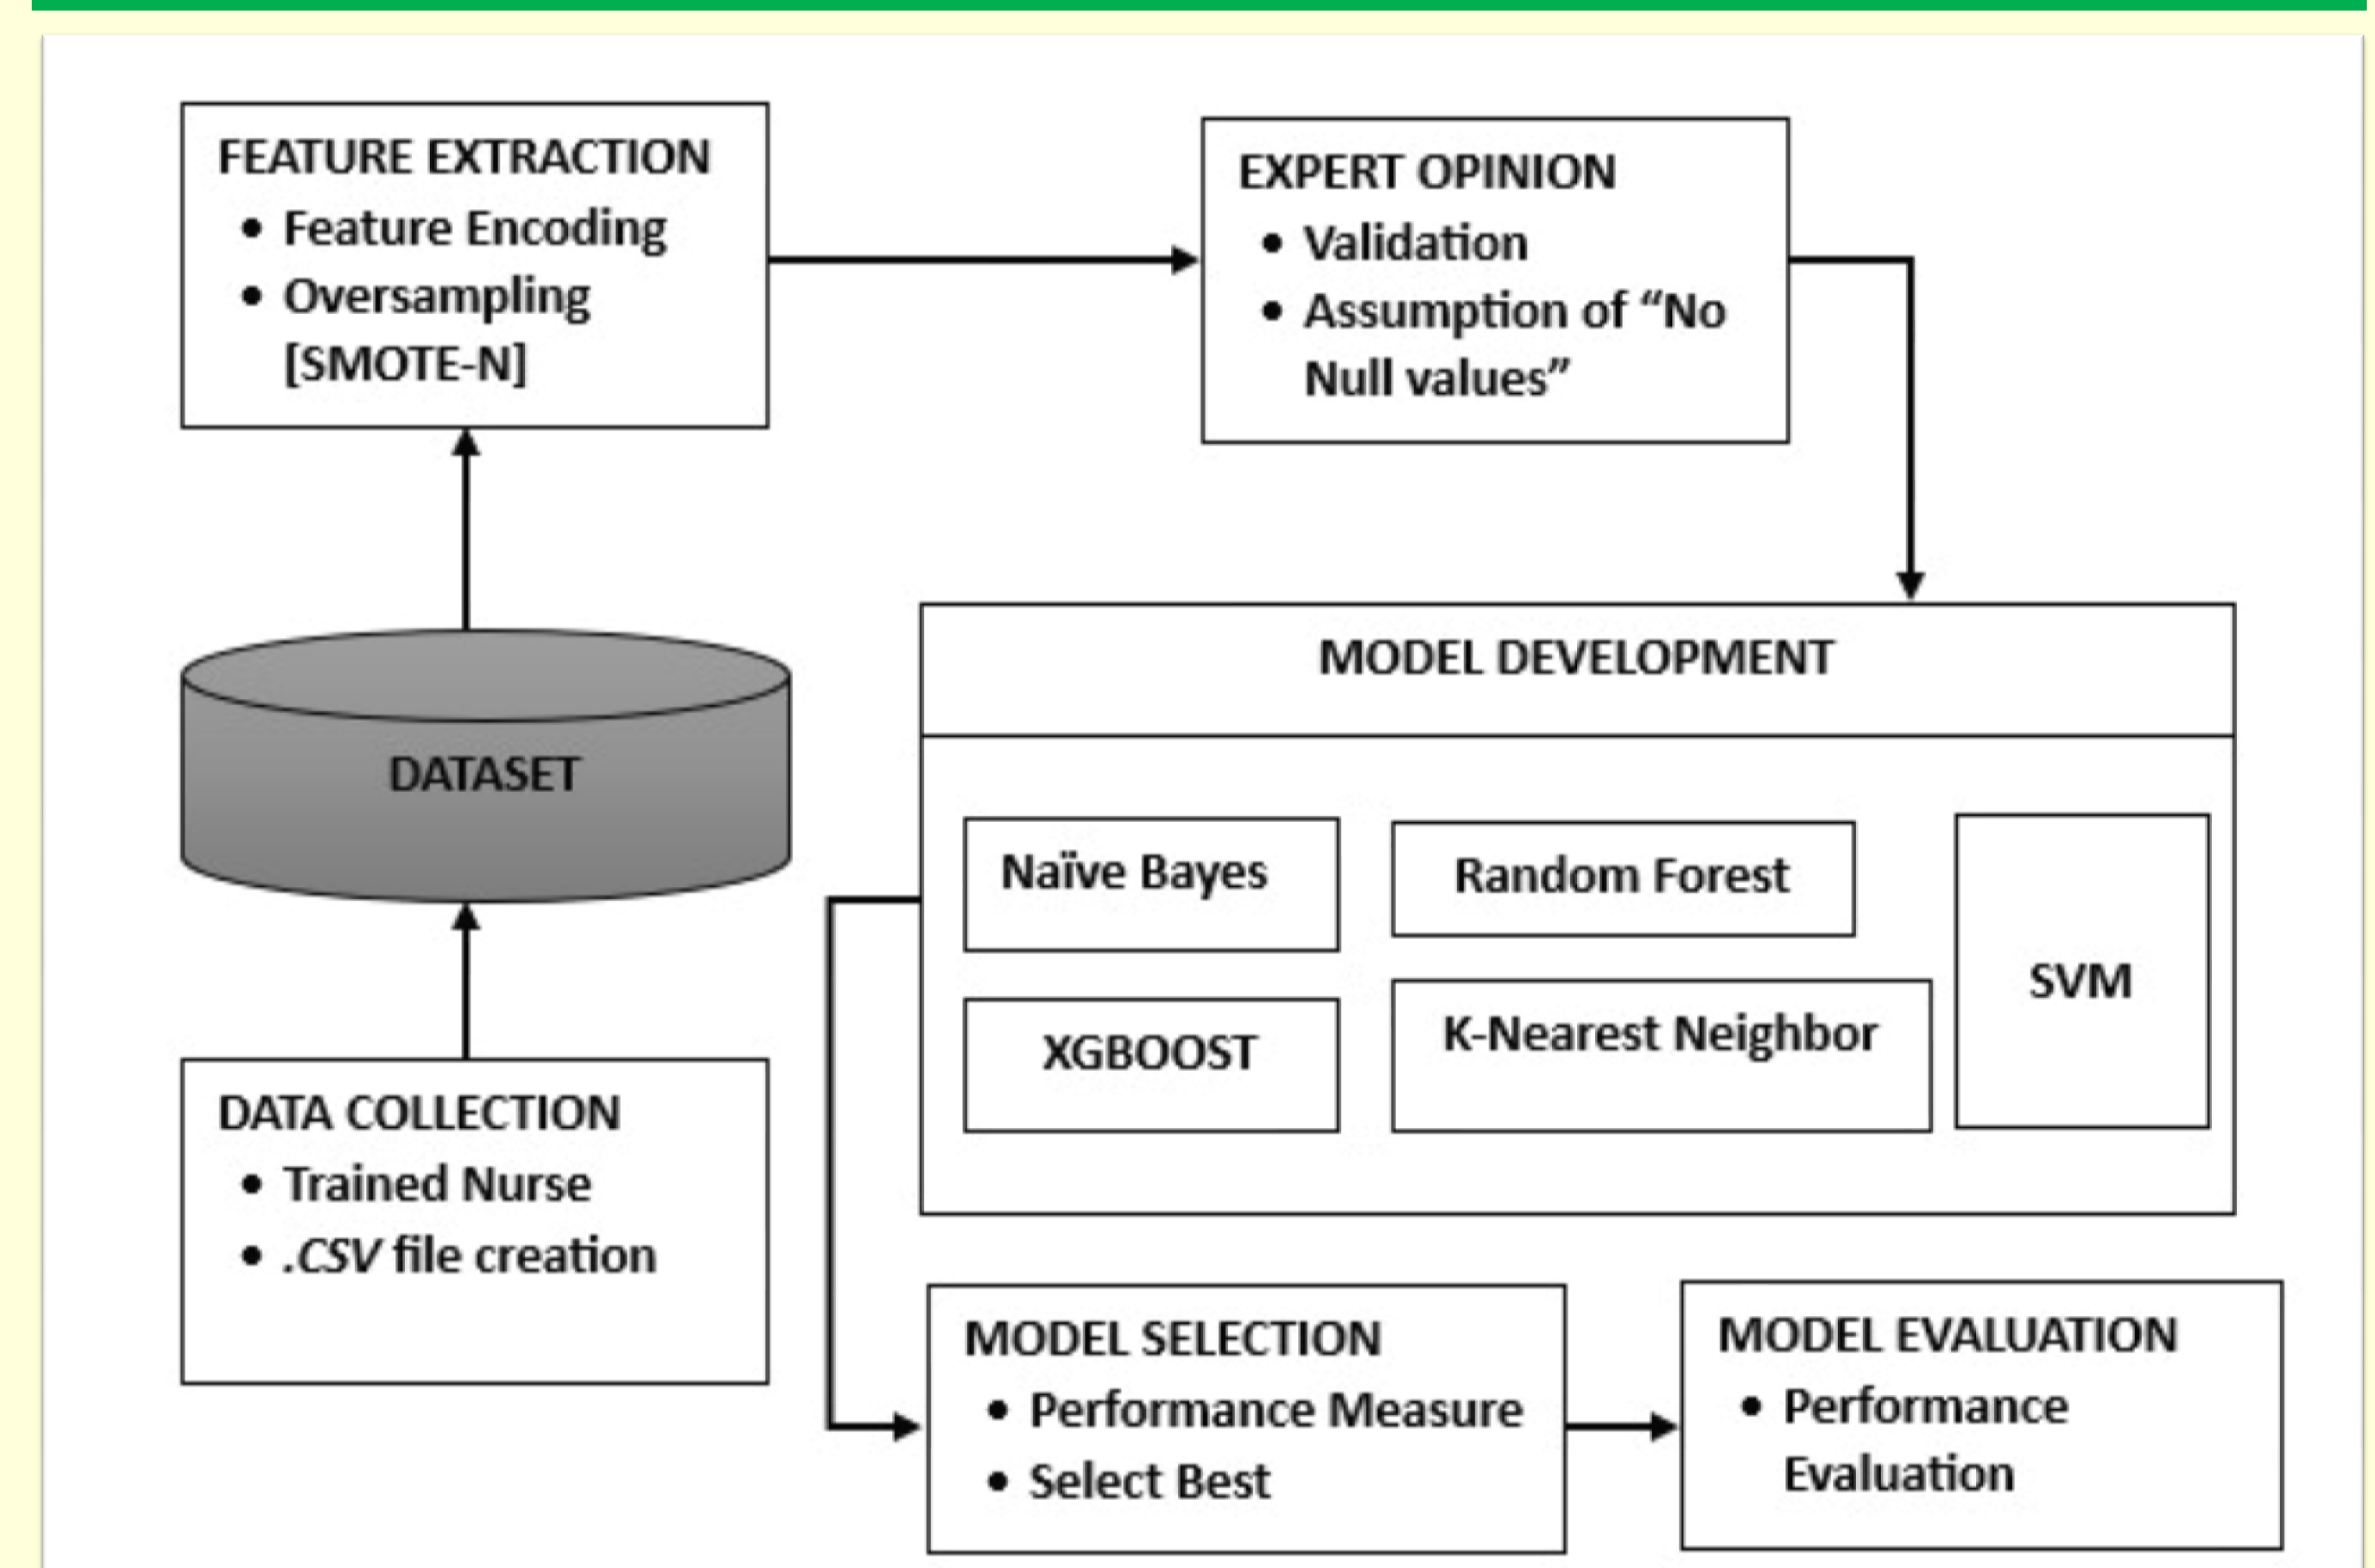 FEATURE EXTRACTION
• Feature Encoding
• Oversampling
[SMOTE-N]
EXPERT OPINION
• Validation
• Assumption of “No
Null values”
DATASET
DATA COLLECTION
• Trained Nurse
• .CSV file creation
MODEL DEVELOPMENT
Naïve Bayes
Random Forest
SVM
XGBOOST
K-Nearest Neighbor
MODEL SELECTION
• Performance Measure
• Select Best
MODEL EVALUATION
• Performance
Evaluation